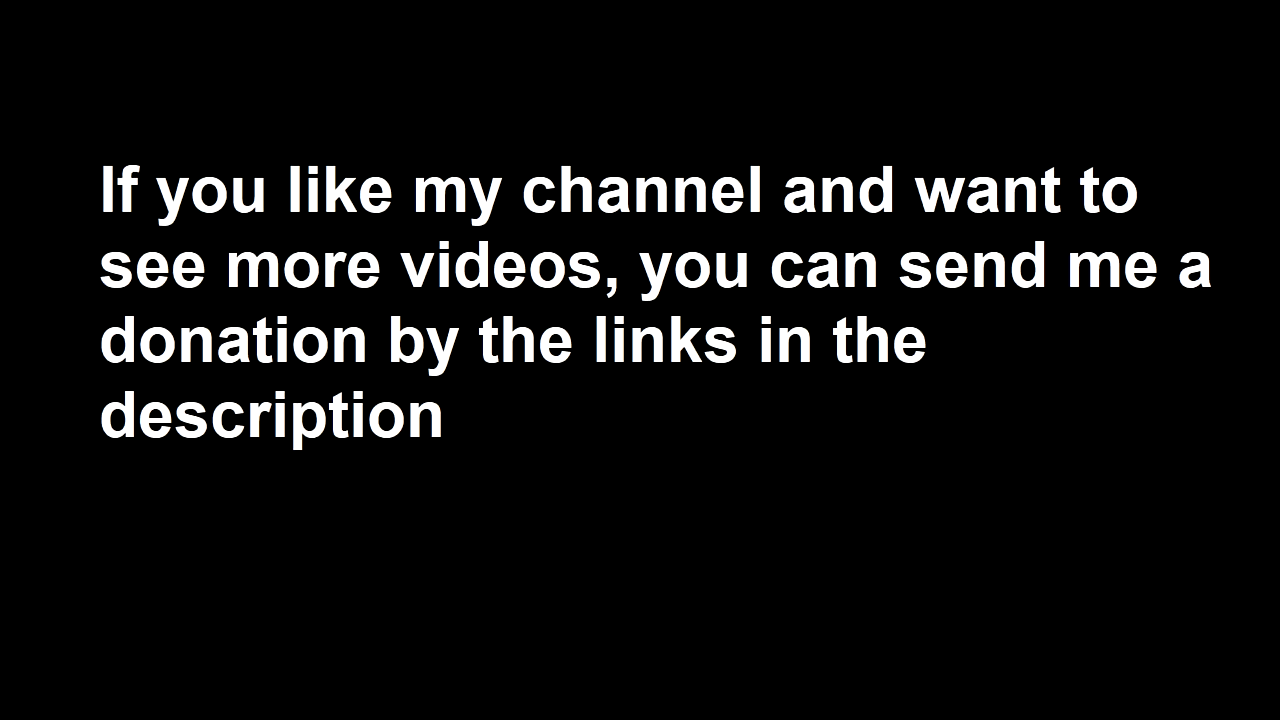 If you like my channel and want to
see more videos, you can send me a
donation by the links in the
description